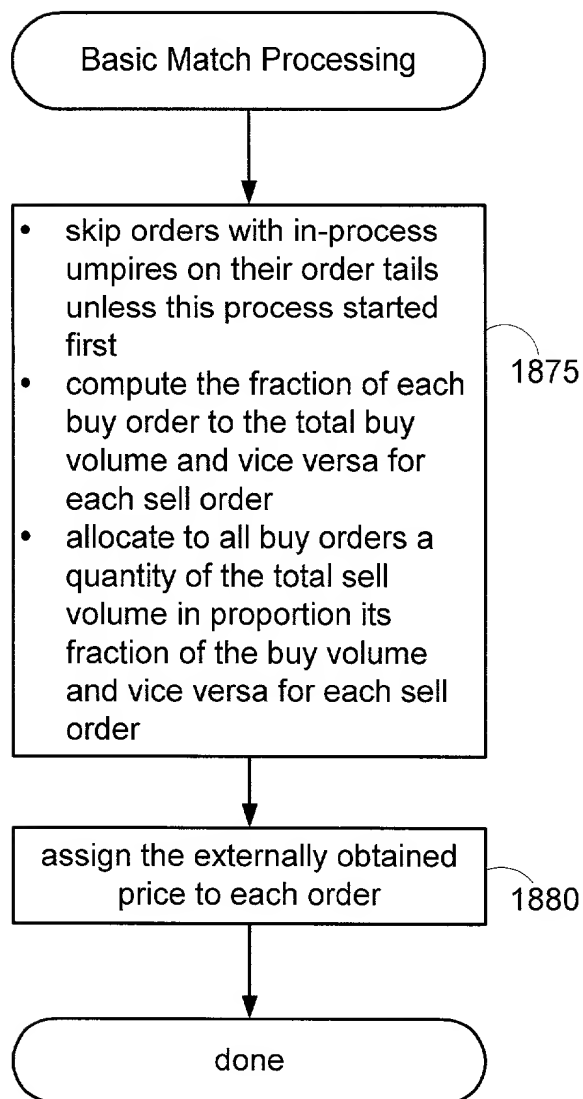 Basic Match Processing
• skip orders with in-process
umpires on their order tails
unless this process started
first
• compute the fraction of each
buy order to the total buy
volume and vice versa for
each sell order
• allocate to all buy orders a
quantity of the total sell
volume in proportion its
fraction of the buy volume
and vice versa for each sell
order
1875
assign the externally obtained
price to each order
1880
done